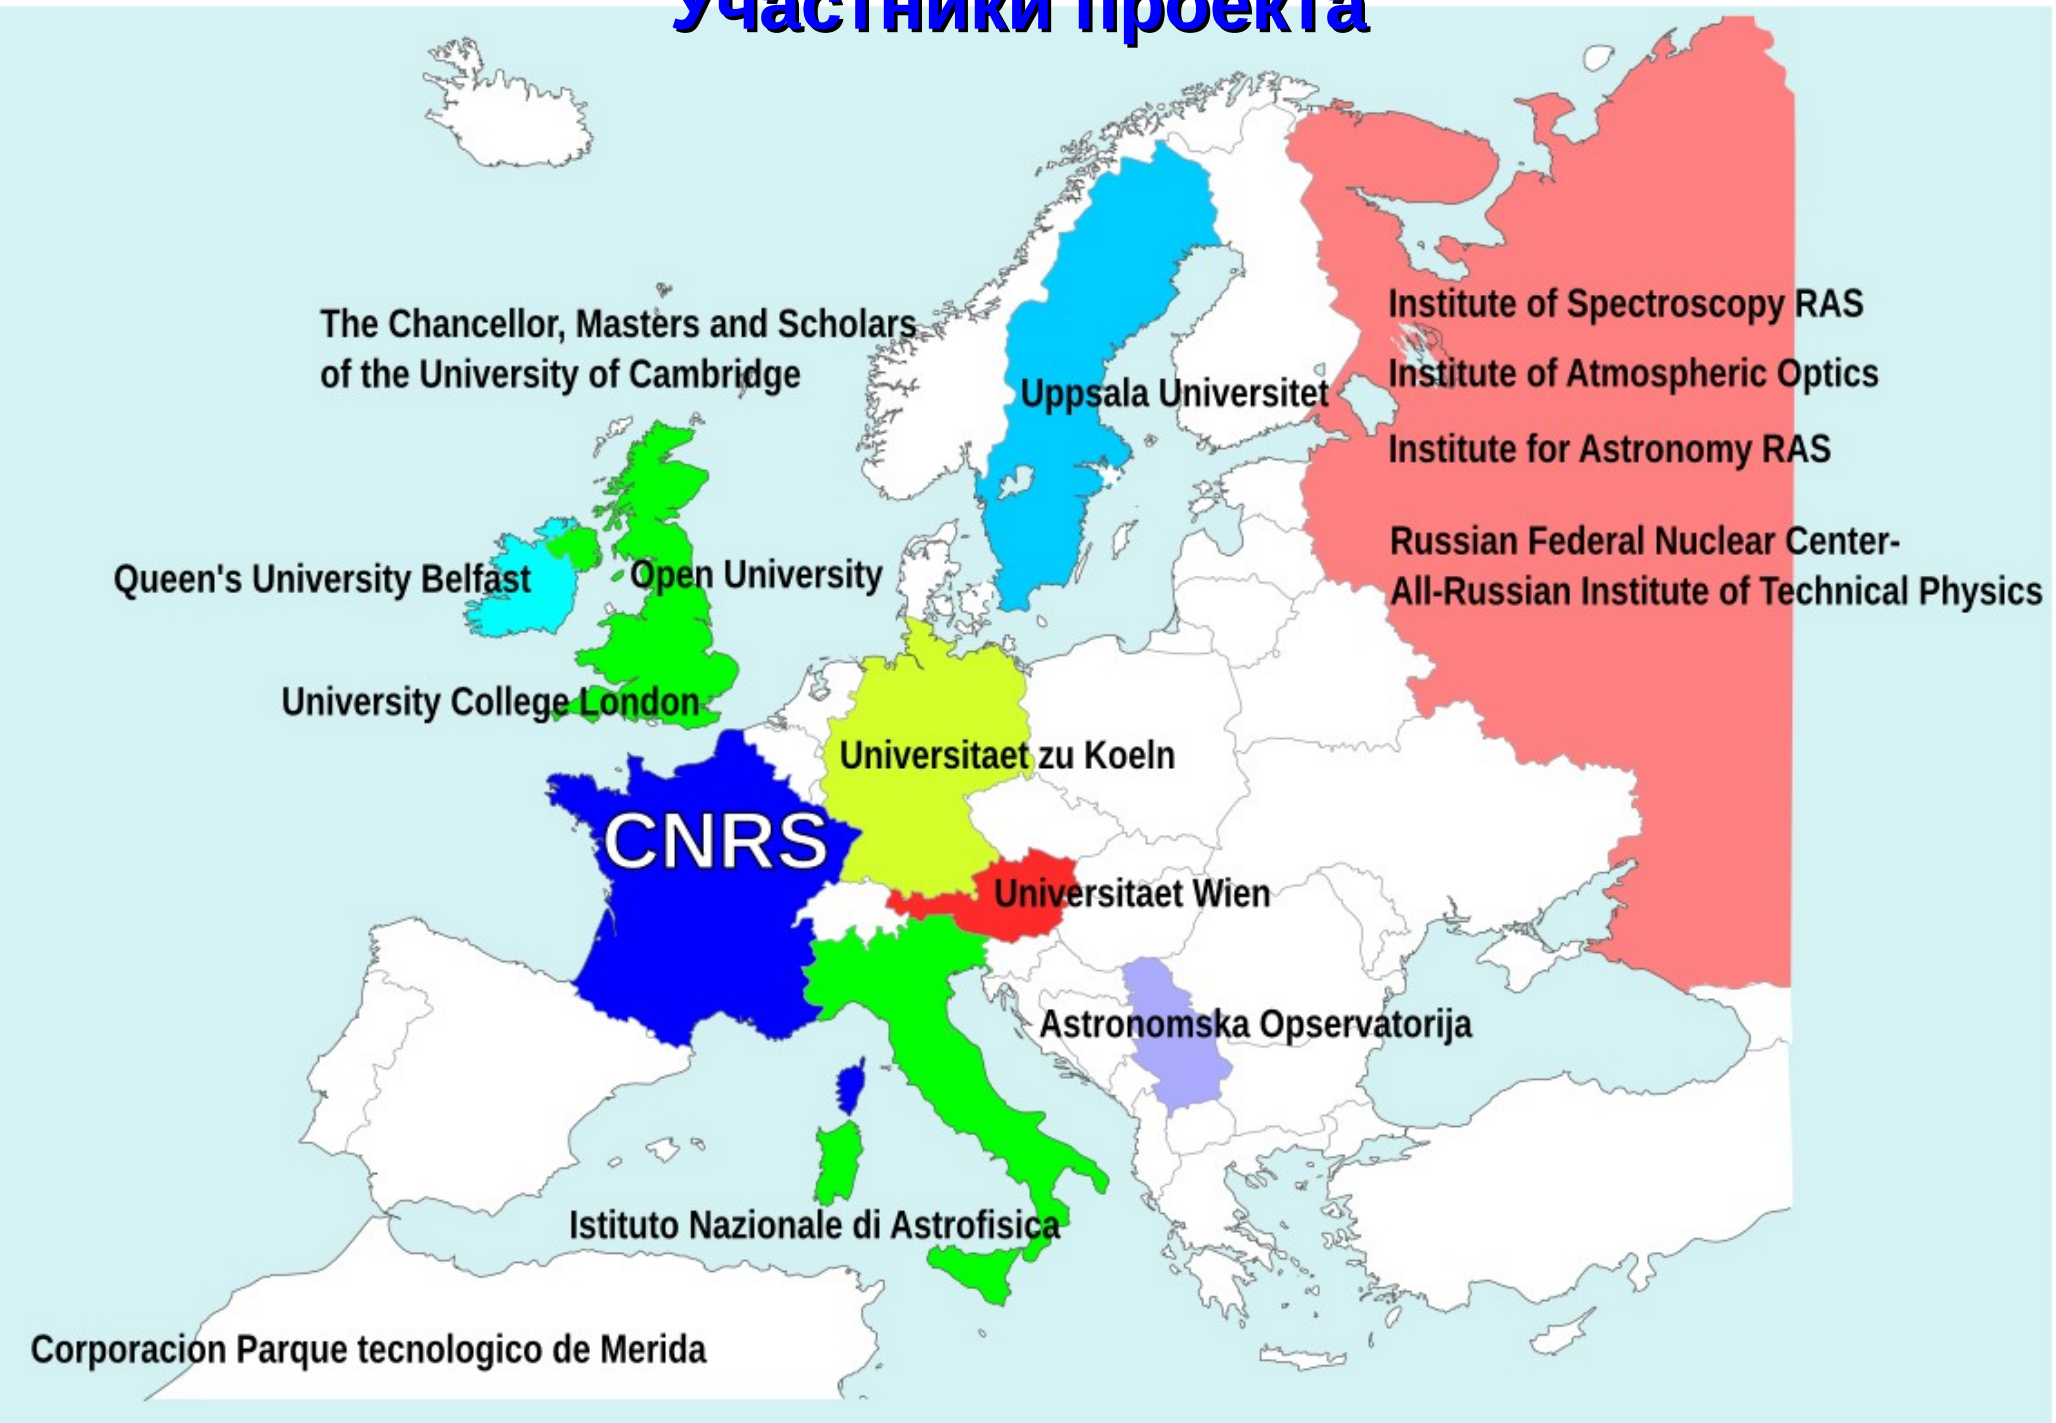 Участники проекта
The Chancellor, Masters and Scholars
of the University of Cambridge
Institute of Spectroscopy RAS
Institute of Atmospheric Optics
Uppsala Universitet
Institute for Astronomy RAS
Russian Federal Nuclear Center-
All-Russian Institute of Technical Physics
Queen's University Belfast
Open University
University College London
Universitaet zu Koeln
CNRS
Universitaet Wien
Astronomska Opservatorija
Istituto Nazionale di Astrofisica
Corporacion Parque tecnologico de Merida